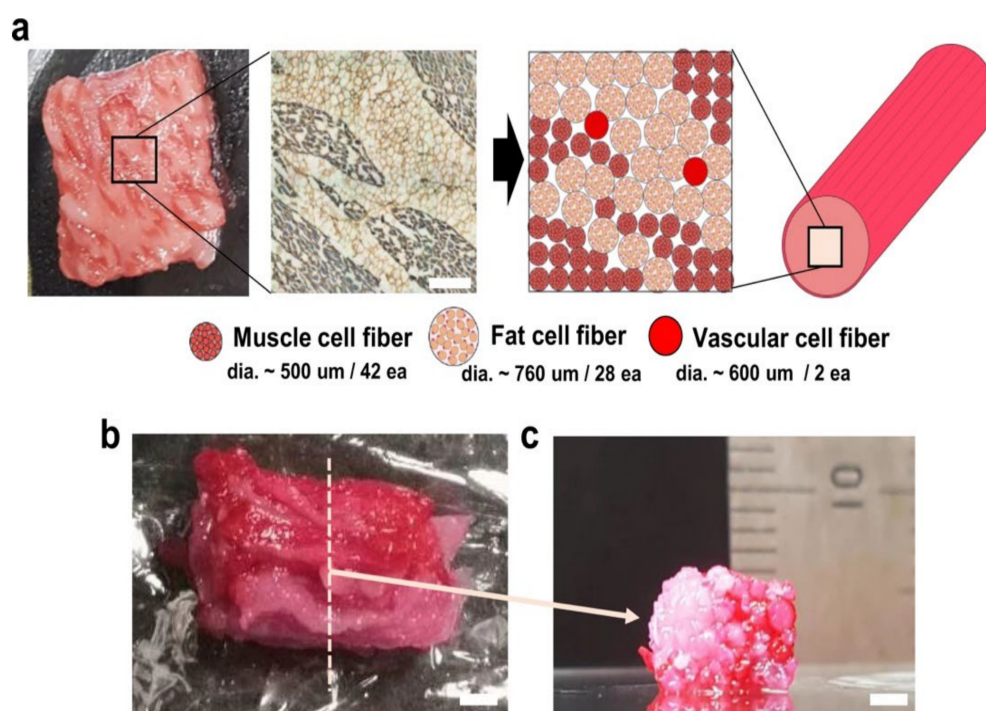 a
Muscle cell fiber
dia. ~ 500 um / 42 ea
Fat cell fiber
dia. ~ 760 um / 28 ea
Vascular cell fiber
dia. ~ 600 um / 2 ea
b
c
10